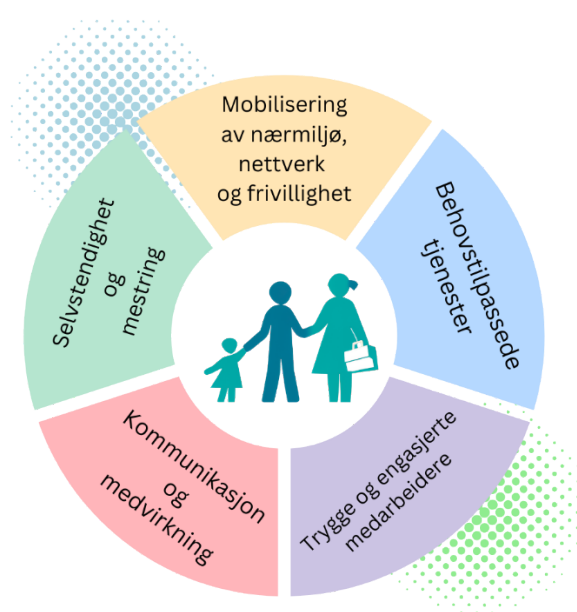 Mobilisering
av nærmiljø,
nettverk
og frivillighet
Behovstilpassede
tjenester
Trygge og engasjerte
medarbeidere
Kommunikasjon
og
medvirkning
Selvstendighet
og
mestring